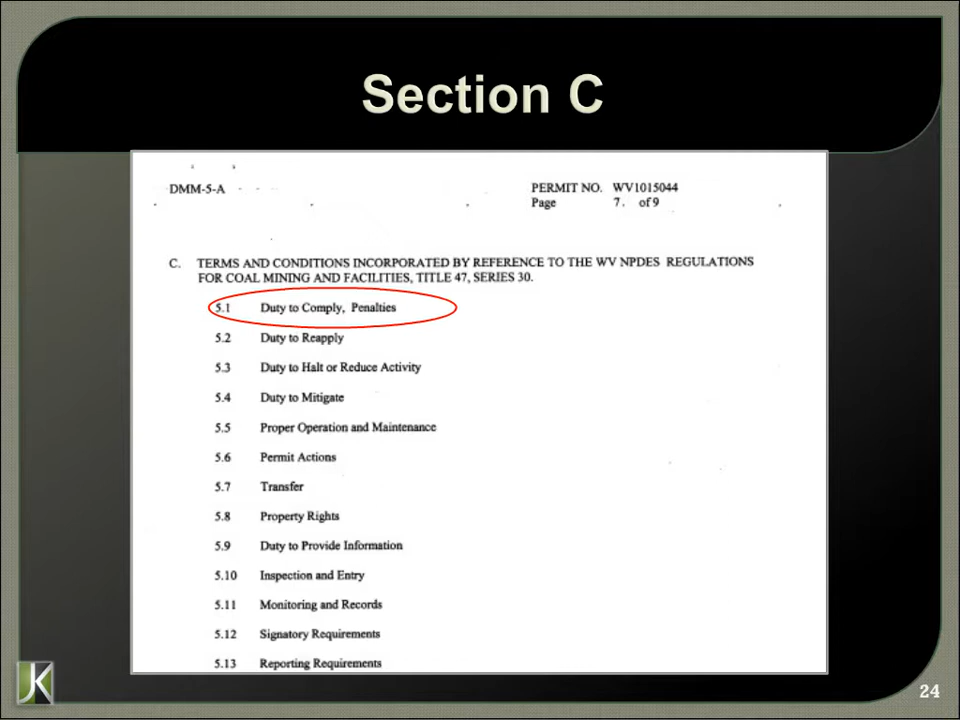 Section C
DMM-5-A
PERMIT NO. WV1015044
Page 7. of 9
C. TERMS AND CONDITIONS INCORPORATED BY REFERENCE TO THE WV NPDES REGULATIONS
FOR COAL MINING AND FACILITIES, TITLE 47, SERIES 30.
5.1 Duty to Comply, Penalties
5.2 Duty to Reapply
5.3 Duty to Halt or Reduce Activity
5.4 Duty to Mitigate
5.5 Proper Operation and Maintenance
5.6 Permit Actions
5.7 Transfer
5.8 Property Rights
5.9 Duty to Provide Information
5.10 Inspection and Entry
5.11 Monitoring and Records
5.12 Signatory Requirements
5.13 Reporting Requirements
JK
24